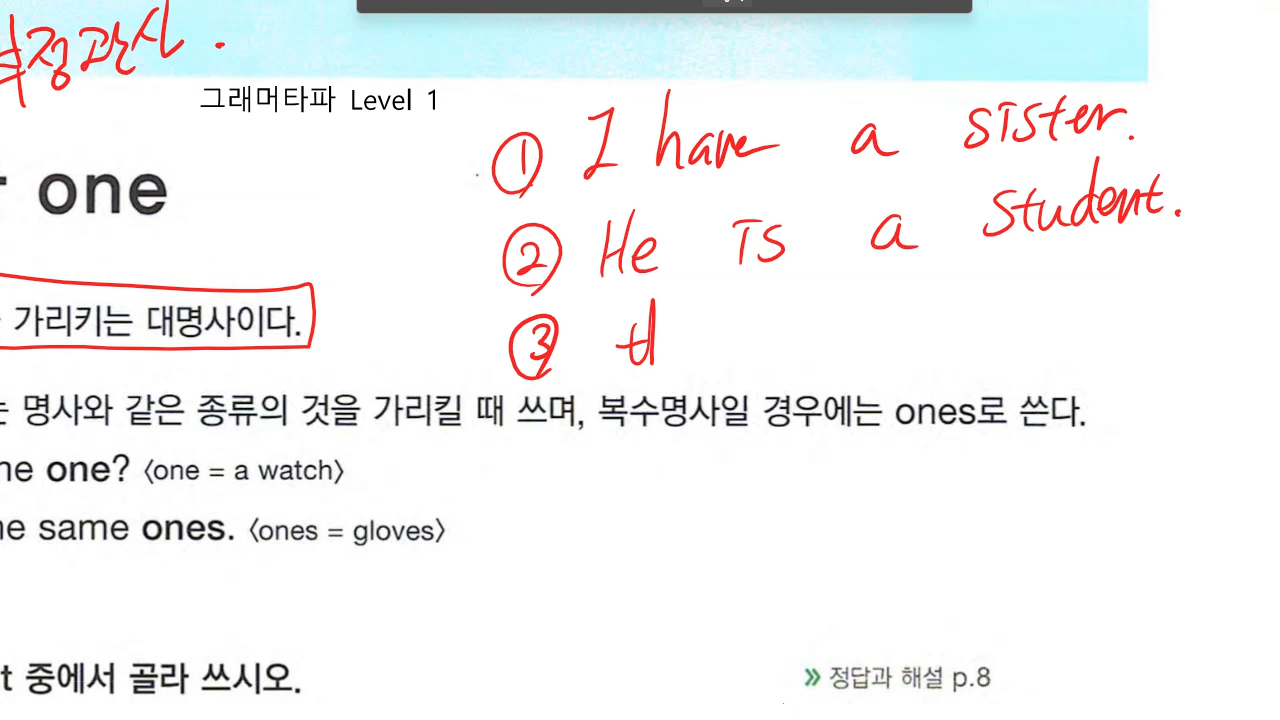 부정관사.
그래머타파 Level 1
① I have a sister.
one
② He is a student.
가리키는 대명사이다.
③ th
명사와 같은 종류의 것을 가리킬 때 쓰며, 복수명사일 경우에는 ones로 쓴다.
one? 〈one = a watch〉
same ones. 〈ones = gloves〉
중에서 골라 쓰시오.
» 정답과 해설 p.8